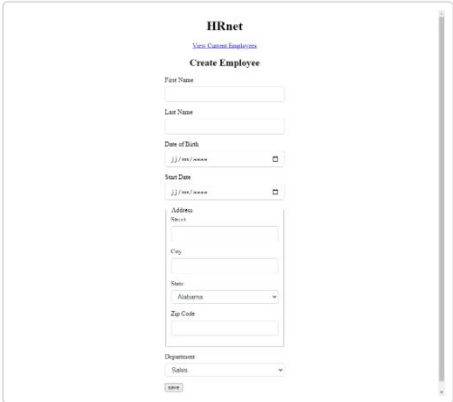 HRnet
View Current Employees
Create Employee
First Name
Last Name
Date of Birth
jj/mm/aaaa
Start Date
jj/mm/aaaa
Address
Street
City
State
Alabama
Zip Code
Department
Sales
save